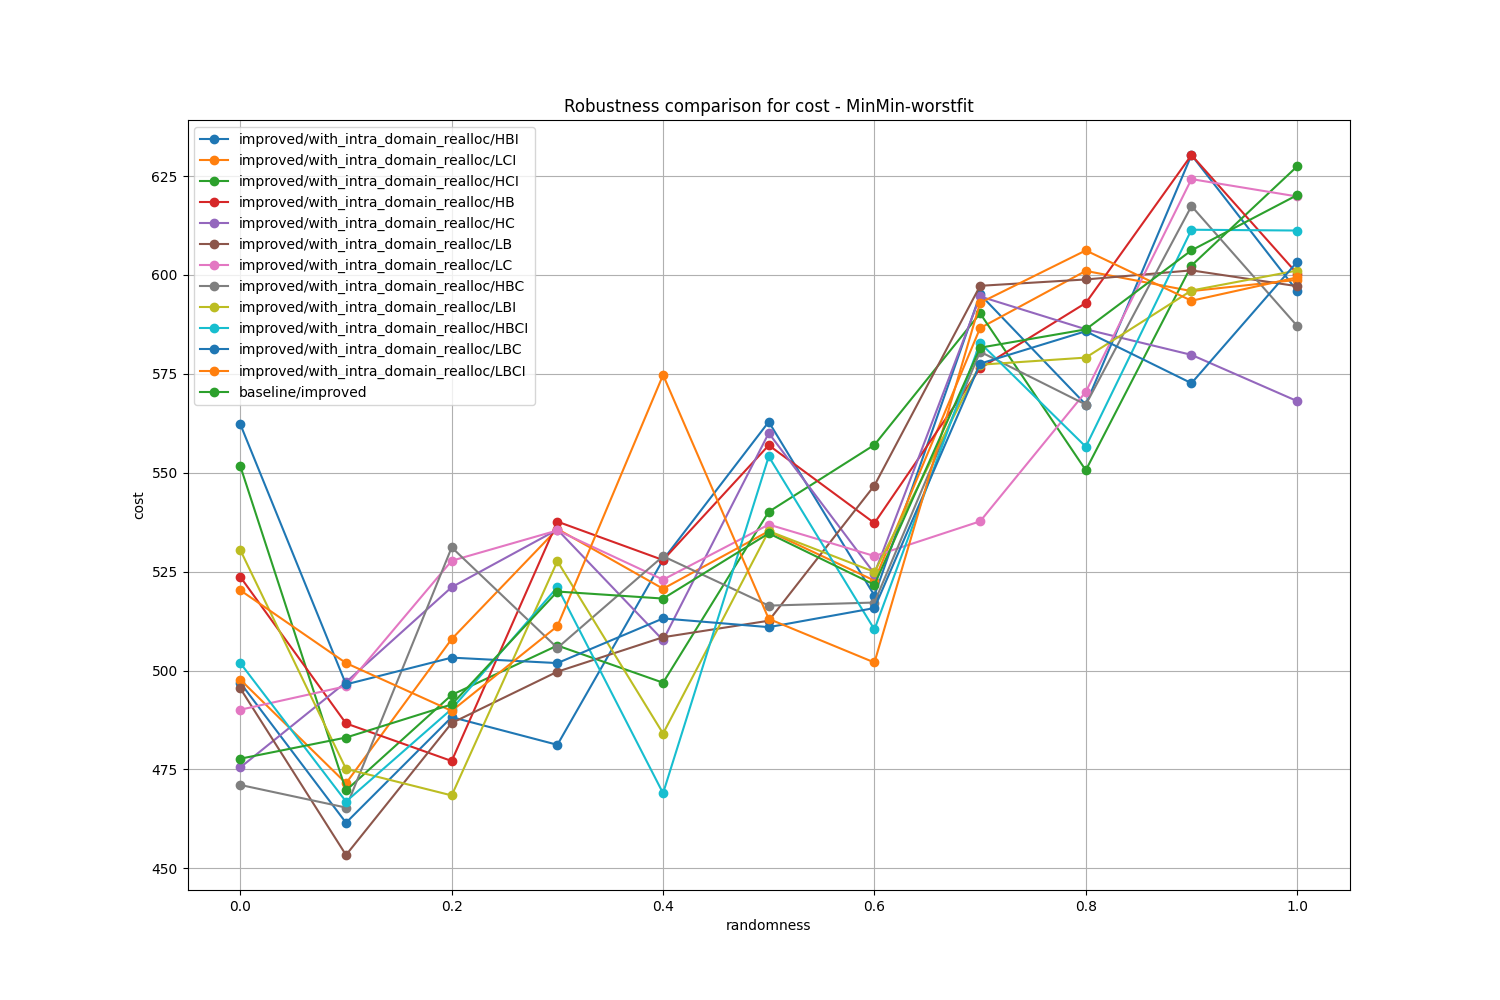 Robustness comparison for cost - MinMin-worstfit
improved/with_intra_domain_realloc/HBI
improved/with_intra_domain_realloc/LCI
improved/with_intra_domain_realloc/HCI
improved/with_intra_domain_realloc/HB
improved/with_intra_domain_realloc/HC
improved/with_intra_domain_realloc/LB
improved/with_intra_domain_realloc/LC
improved/with_intra_domain_realloc/HBC
improved/with_intra_domain_realloc/LBI
improved/with_intra_domain_realloc/HBCI
improved/with_intra_domain_realloc/LBC
improved/with_intra_domain_realloc/LBCI
baseline/improved
625
600
575
550
525
500
475
450
cost
0.0 0.2 0.4 0.6 0.8 1.0
randomness